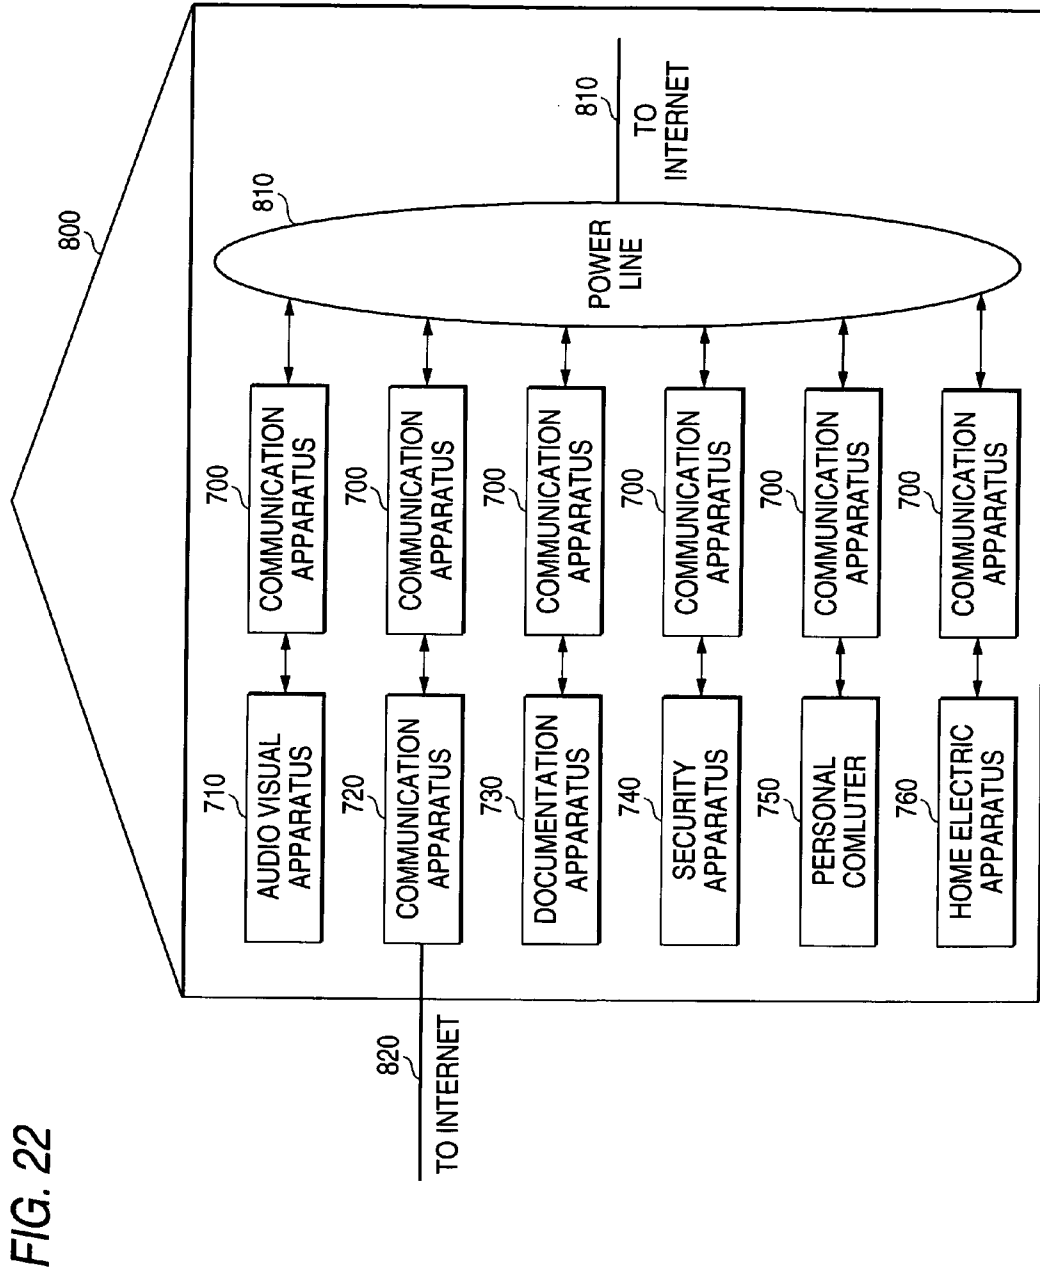 FIG. 22
800
810
TO INTERNET
820
810
TO
INTERNET
POWER
LINE
710
AUDIO VISUAL
APPARATUS
700
COMMUNICATION
APPARATUS
720
COMMUNICATION
APPARATUS
700
COMMUNICATION
APPARATUS
730
DOCUMENTATION
APPARATUS
700
COMMUNICATION
APPARATUS
740
SECURITY
APPARATUS
700
COMMUNICATION
APPARATUS
750
PERSONAL
COMLUTER
700
COMMUNICATION
APPARATUS
760
HOME ELECTRIC
APPARATUS
700
COMMUNICATION
APPARATUS